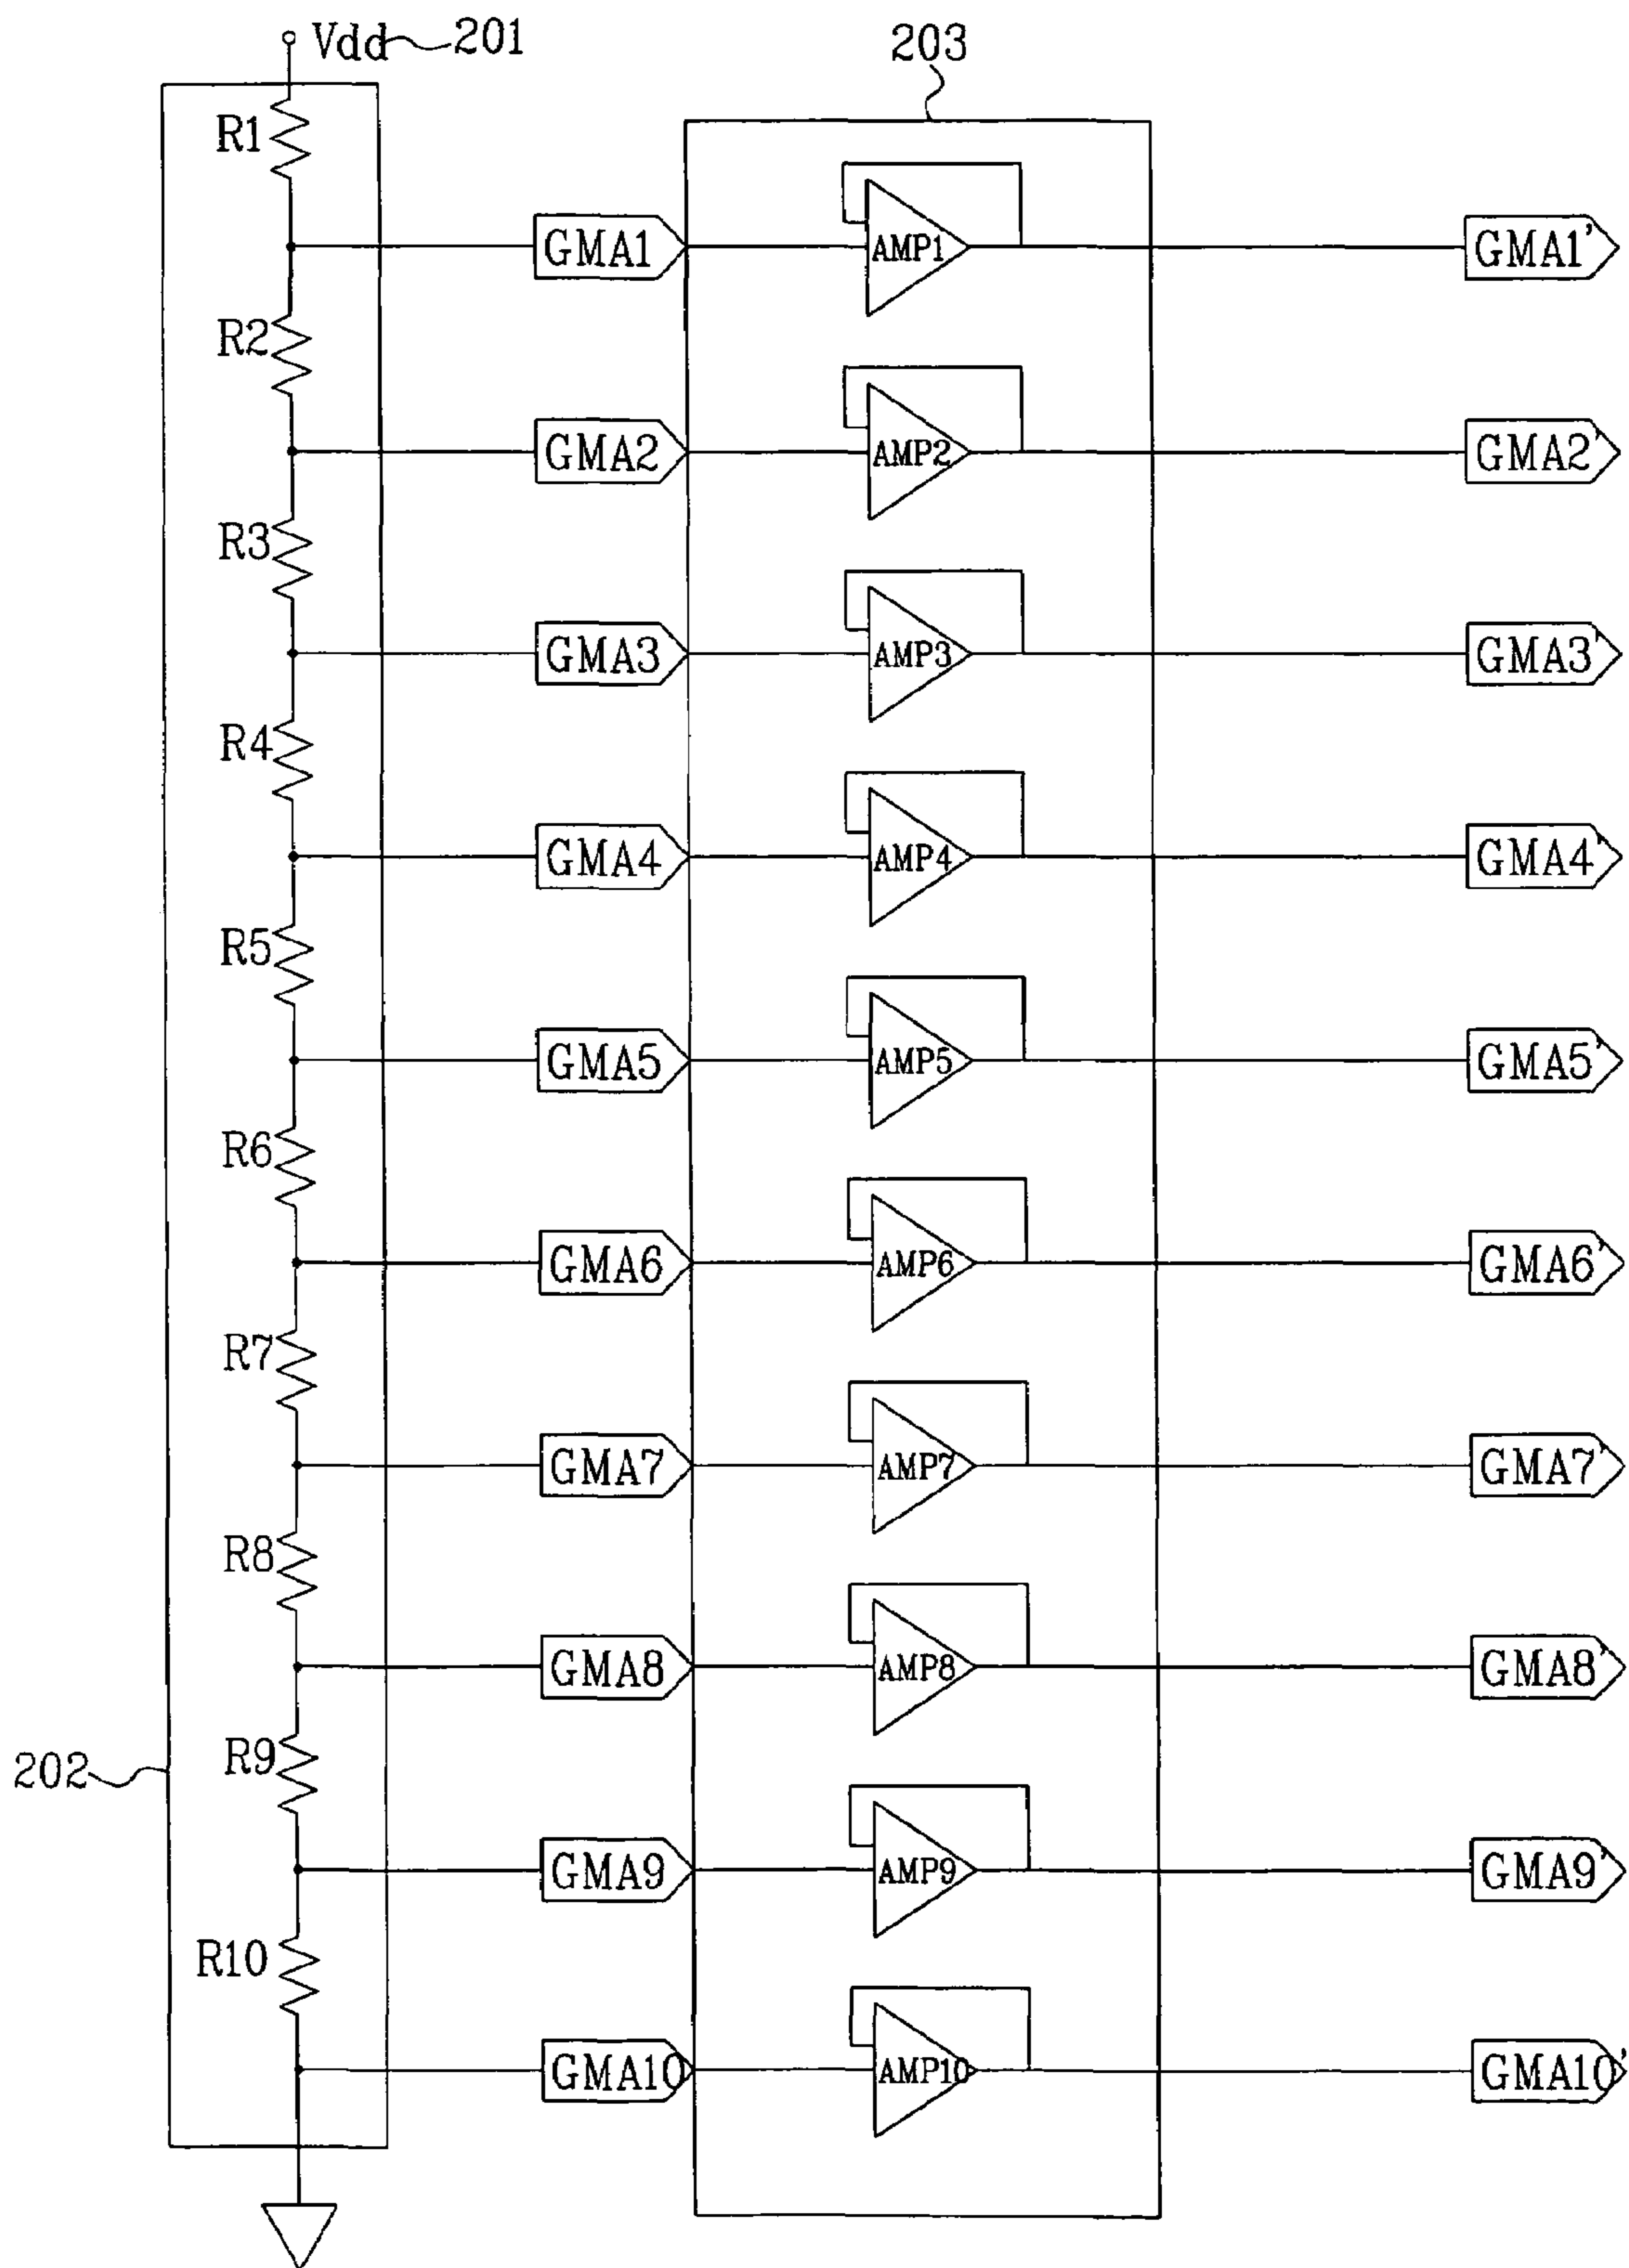 Vdd 201
203
R1
GMA1 AMP1 GMA1'
R2
GMA2 AMP2 GMA2'
R3
GMA3 AMP3 GMA3'
R4
GMA4 AMP4 GMA4'
R5
GMA5 AMP5 GMA5'
R6
GMA6 AMP6 GMA6'
R7
GMA7 AMP7 GMA7'
R8
GMA8 AMP8 GMA8'
R9
202
GMA9 AMP9 GMA9'
R10
GMA10 AMP10 GMA10'